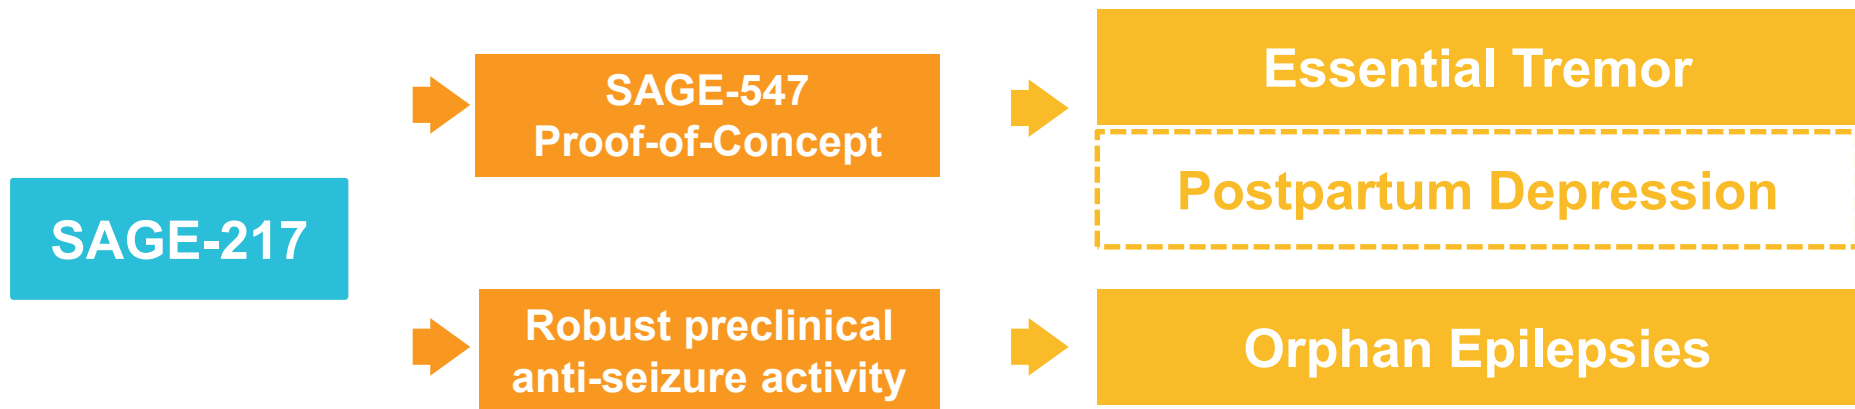 SAGE-217
SAGE-547
Proof-of-Concept
Essential Tremor
Postpartum Depression
Robust preclinical
anti-seizure activity
Orphan Epilepsies